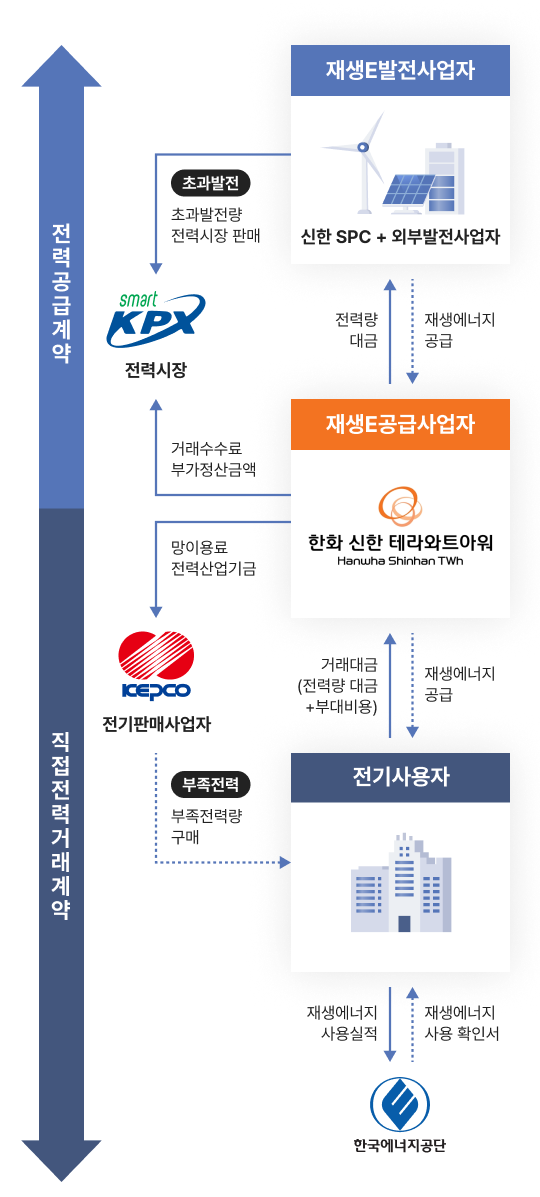 전력공급계약
직접전력거래계약
재생E발전사업자
신한 SPC + 외부발전사업자
초과발전
초과발전량
전력시장 판매
smart
KPX
전력시장
전력량
대금
재생에너지
공급
재생E공급사업자
한화 신한 테라와트아워
Hanwha Shinhan TWh
거래수수료
부가정산금액
망이용료
전력산업기금
KEPCO
전기판매사업자
거래대금
(전력량 대금
+부대비용)
재생에너지
공급
전기사용자
부족전력
부족전력량
구매
재생에너지
사용실적
재생에너지
사용 확인서
한국에너지공단